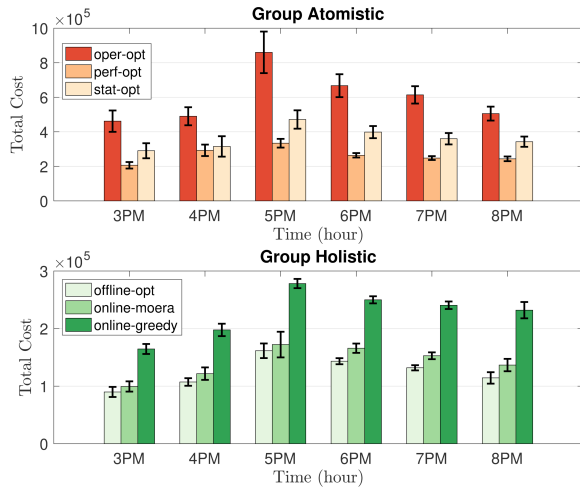 Group Atomistic
×10^5
10
8
6
4
2
0
Total Cost
oper-opt
perf-opt
stat-opt
3PM 4PM 5PM 6PM 7PM 8PM
Time (hour)
Group Holistic
×10^5
3
2
1
0
Total Cost
offline-opt
online-moera
online-greedy
3PM 4PM 5PM 6PM 7PM 8PM
Time (hour)